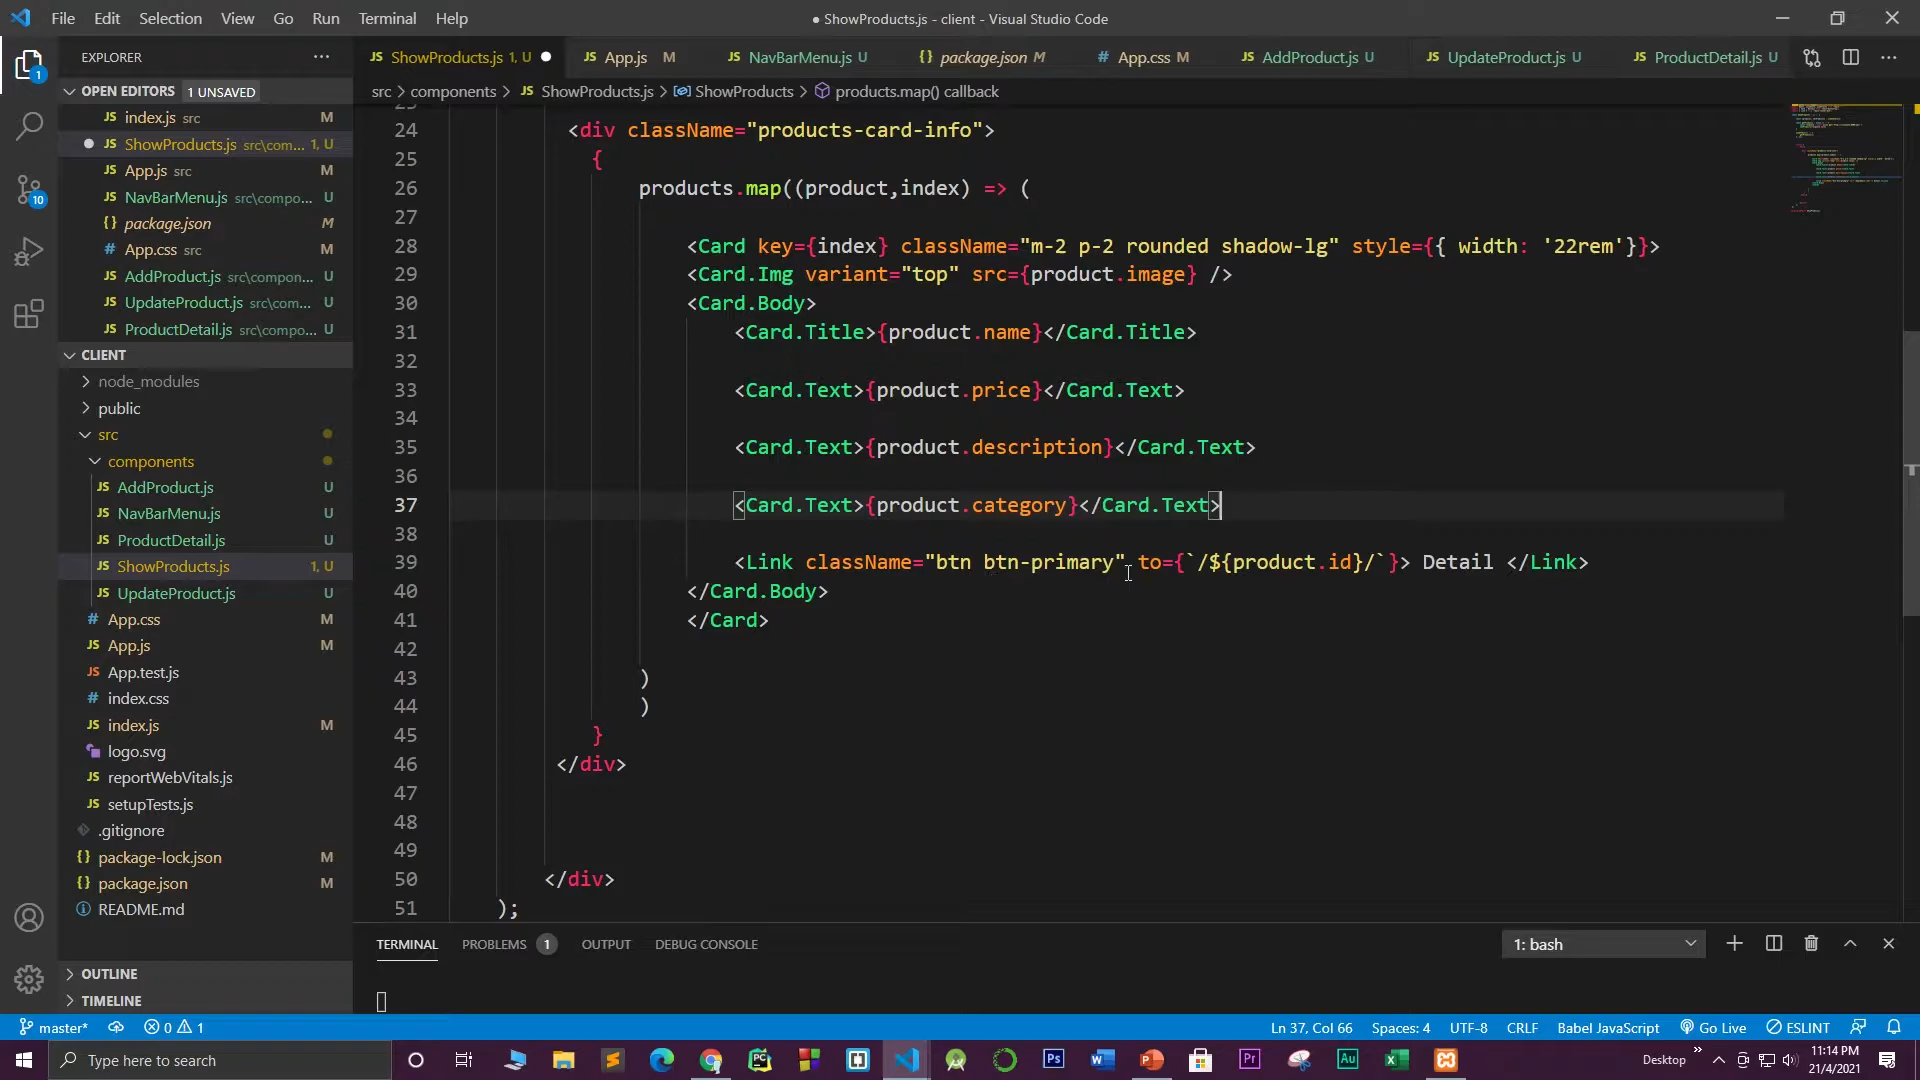 File Edit Selection View Go Run Terminal Help
● ShowProducts.js - client - Visual Studio Code
EXPLORER
ShowProducts.js 1, U
App.js M
NavBarMenu.js U
package.json M
App.css M
AddProduct.js U
UpdateProduct.js U
ProductDetail.js U
OPEN EDITORS 1 UNSAVED
index.js src M
ShowProducts.js src\com... 1, U
App.js src M
NavBarMenu.js src\compo... U
package.json M
App.css src M
AddProduct.js src\compon... U
UpdateProduct.js src\com... U
ProductDetail.js src\compo... U
CLIENT
node_modules
public
src
components
AddProduct.js U
NavBarMenu.js U
ProductDetail.js U
ShowProducts.js 1, U
UpdateProduct.js U
App.css M
App.js M
App.test.js
index.css
index.js M
logo.svg
reportWebVitals.js
setupTests.js
.gitignore
package-lock.json M
package.json M
README.md
OUTLINE
TIMELINE
src > components > ShowProducts.js > ShowProducts > products.map() callback
24 <div className="products-card-info">
25 {
26 products.map((product,index) => (
27
28 <Card key={index} className="m-2 p-2 rounded shadow-lg" style={{ width: '22rem'}}>
29 <Card.Img variant="top" src={product.image} />
30 <Card.Body>
31 <Card.Title>{product.name}</Card.Title>
32
33 <Card.Text>{product.price}</Card.Text>
34
35 <Card.Text>{product.description}</Card.Text>
36
37 <Card.Text>{product.category}</Card.Text>
38
39 <Link className="btn btn-primary" to={`/${product.id}/`}> Detail </Link>
40 </Card.Body>
41 </Card>
42
43 )
44 )
45 }
46 </div>
47
48
49
50 </div>
51 );
TERMINAL PROBLEMS 1 OUTPUT DEBUG CONSOLE
1: bash
master* 0 1
Ln 37, Col 66 Spaces: 4 UTF-8 CRLF Babel JavaScript Go Live ESLINT
Type here to search
Desktop
11:14 PM
21/4/2021